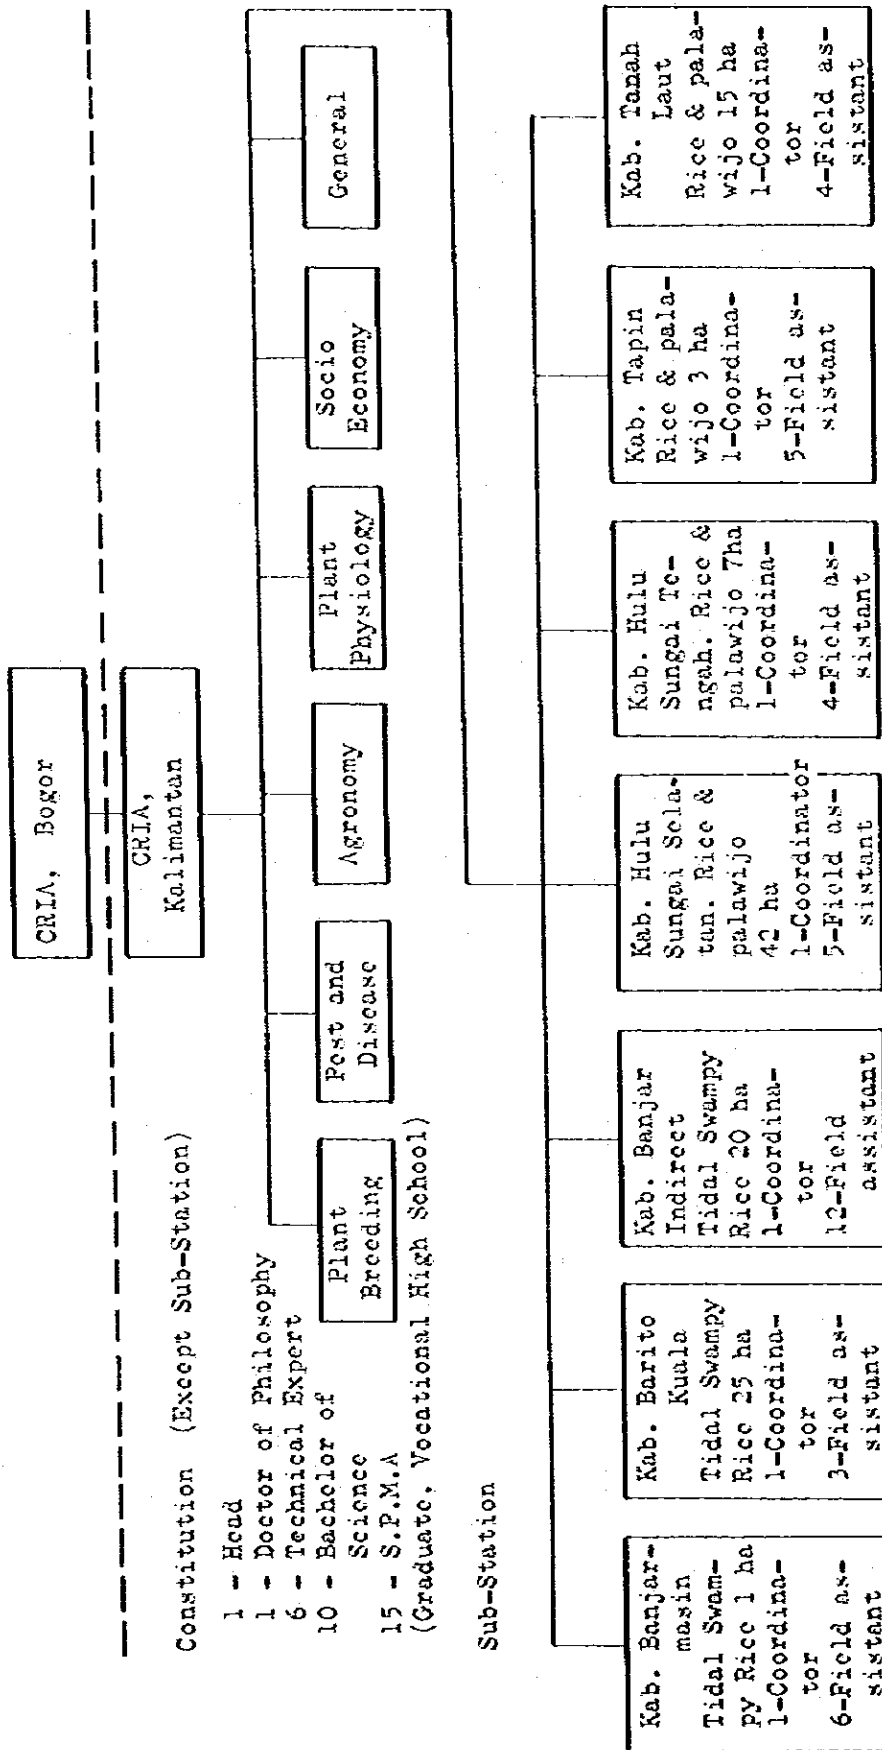 CRIA, Bogor
CRIA,
Kalimantan
Constitution (Except Sub-Station)
1 - Head
1 - Doctor of Philosophy
6 - Technical Expert
10 - Bachelor of
Science
15 - S.P.M.A
(Graduate, Vocational High School)
Plant
Breeding
Pest and
Disease
Agronomy
Plant
Physiology
Socio
Economy
General
Sub-Station
Kab. Banjar-
masin
Tidal Swam-
py Rice 1 ha
1-Coordina-
tor
6-Field as-
sistant
Kab. Barito
Kuala
Tidal Swampy
Rice 25 ha
1-Coordina-
tor
3-Field as-
sistant
Kab. Banjar
Indirect
Tidal Swampy
Rice 20 ha
1-Coordina-
tor
12-Field
assistant
Kab. Hulu
Sungai Sela-
tan. Rice &
palawijo
42 ha
1-Coordinator
5-Field as-
sistant
Kab. Hulu
Sungai Te-
ngah. Rice &
palawijo 7ha
1-Coordina-
tor
4-Field as-
sistant
Kab. Tapin
Rice & pala-
wijo 3 ha
1-Coordina-
tor
5-Field as-
sistant
Kab. Tanah
Laut
Rice & pala-
wijo 15 ha
1-Coordina-
tor
4-Field as-
sistant